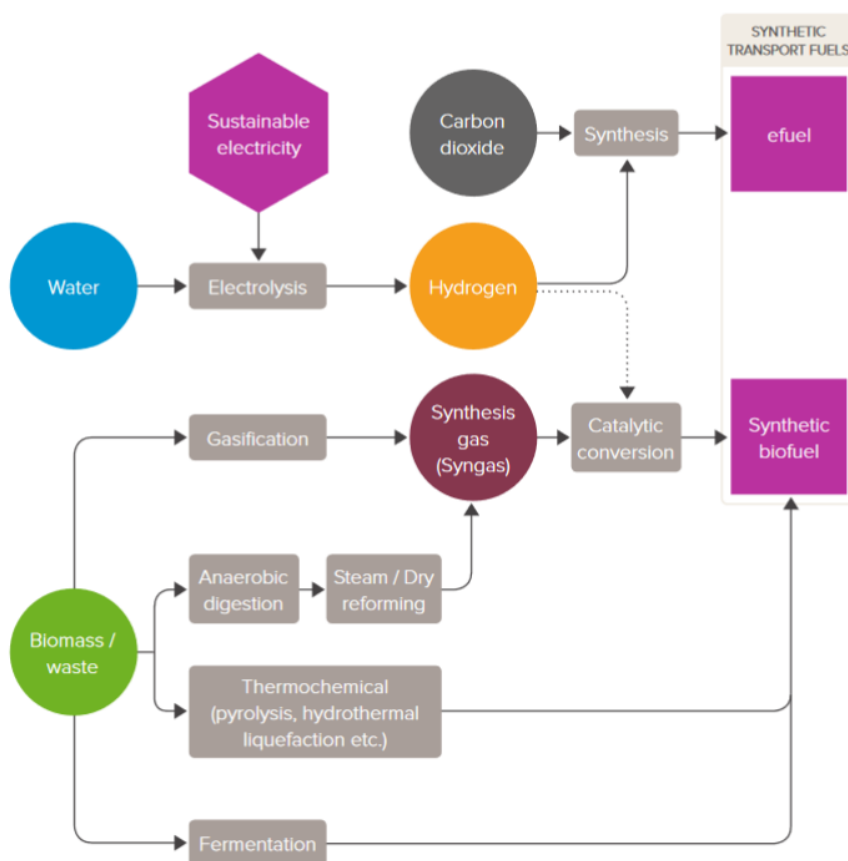 SYNTHETIC
TRANSPORT FUELS
Sustainable
electricity
Carbon
dioxide
Synthesis
efuel
Water
Electrolysis
Hydrogen
Gasification
Synthesis
gas
(Syngas)
Catalytic
conversion
Synthetic
biofuel
Anaerobic
digestion
Steam / Dry
reforming
Biomass /
waste
Thermochemical
(pyrolysis, hydrothermal
liquefaction etc.)
Fermentation